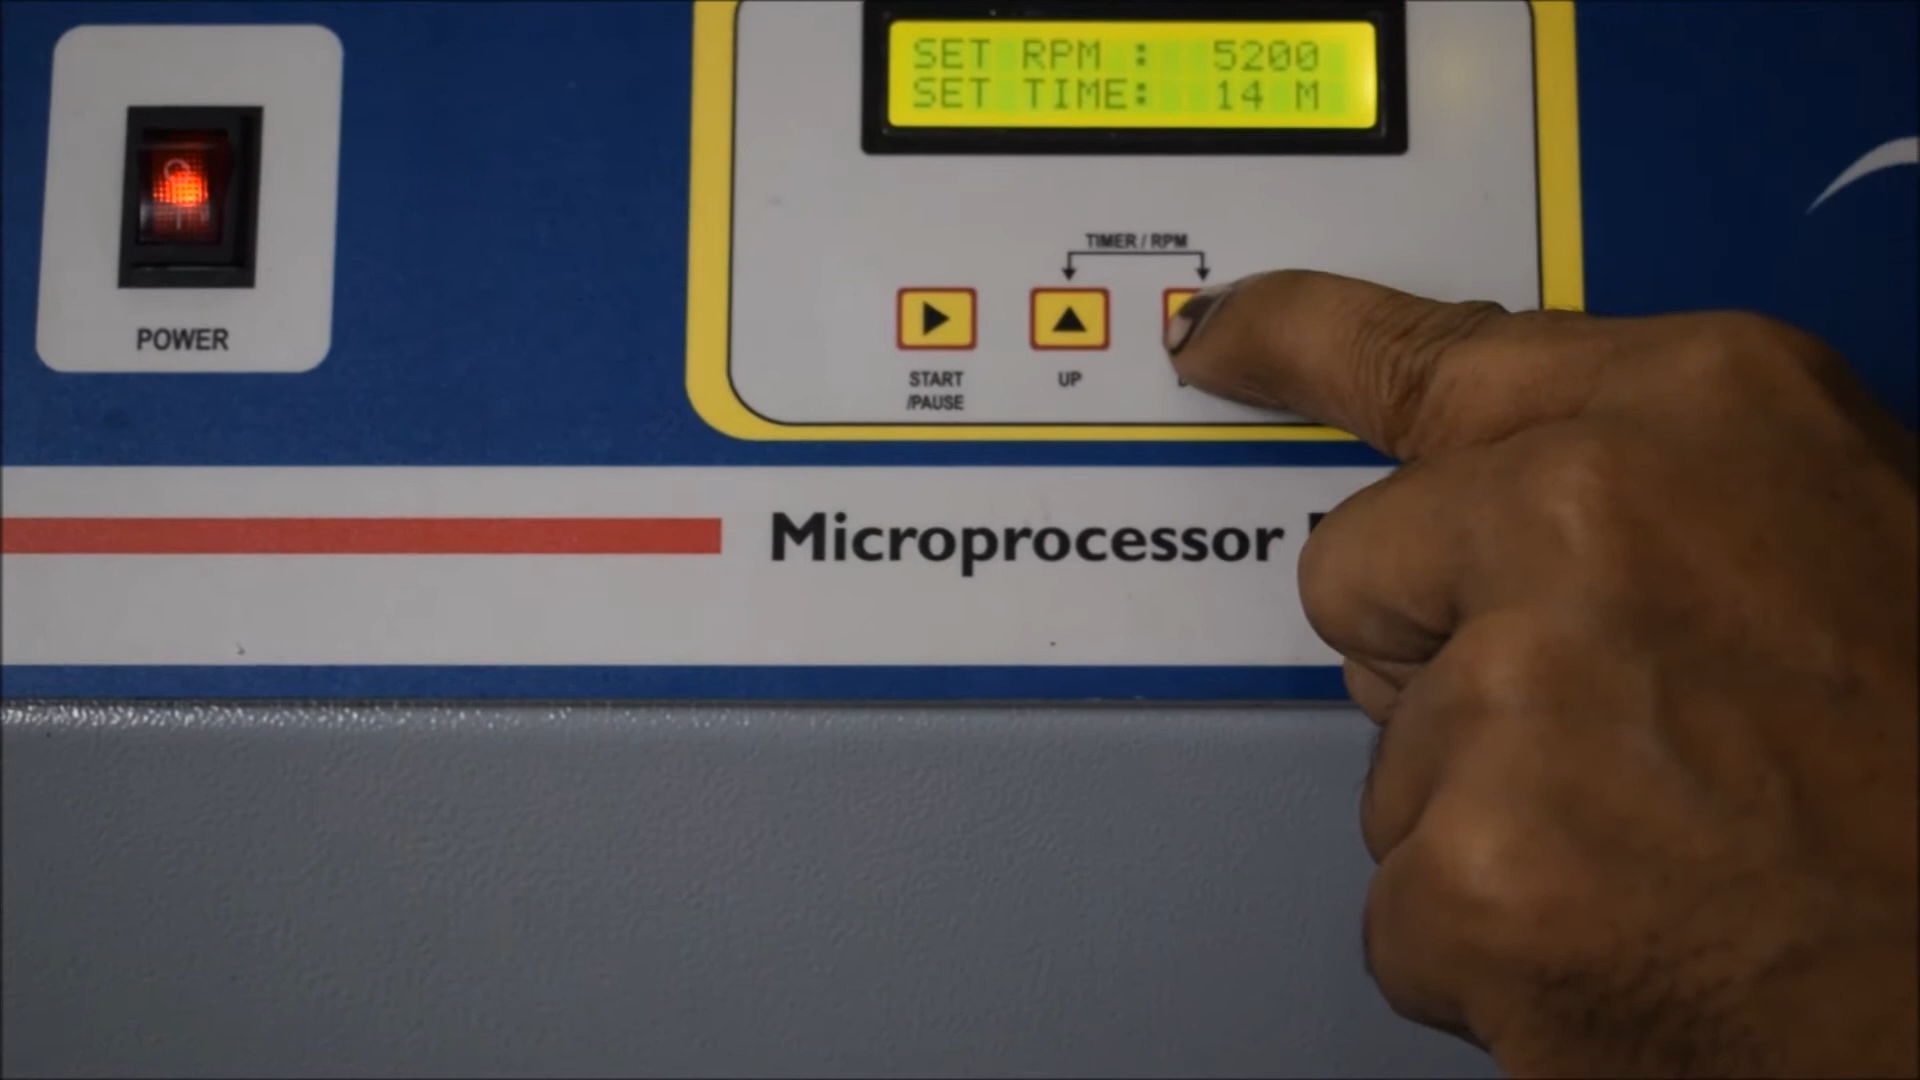 SET RPM : 5200
SET TIME: 14 M
TIMER / RPM
POWER
START
/PAUSE
UP
Microprocessor